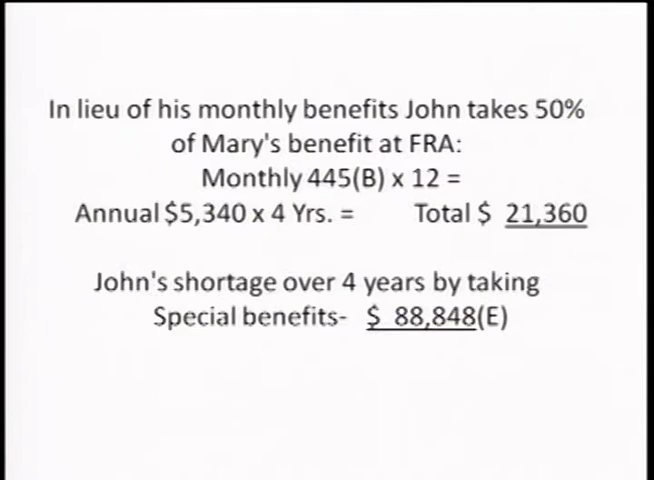 In lieu of his monthly benefits John takes 50%
of Mary's benefit at FRA:
Monthly 445(B) x 12 =
Annual $5,340 x 4 Yrs. = Total $ 21,360
John's shortage over 4 years by taking
Special benefits- $ 88,848(E)